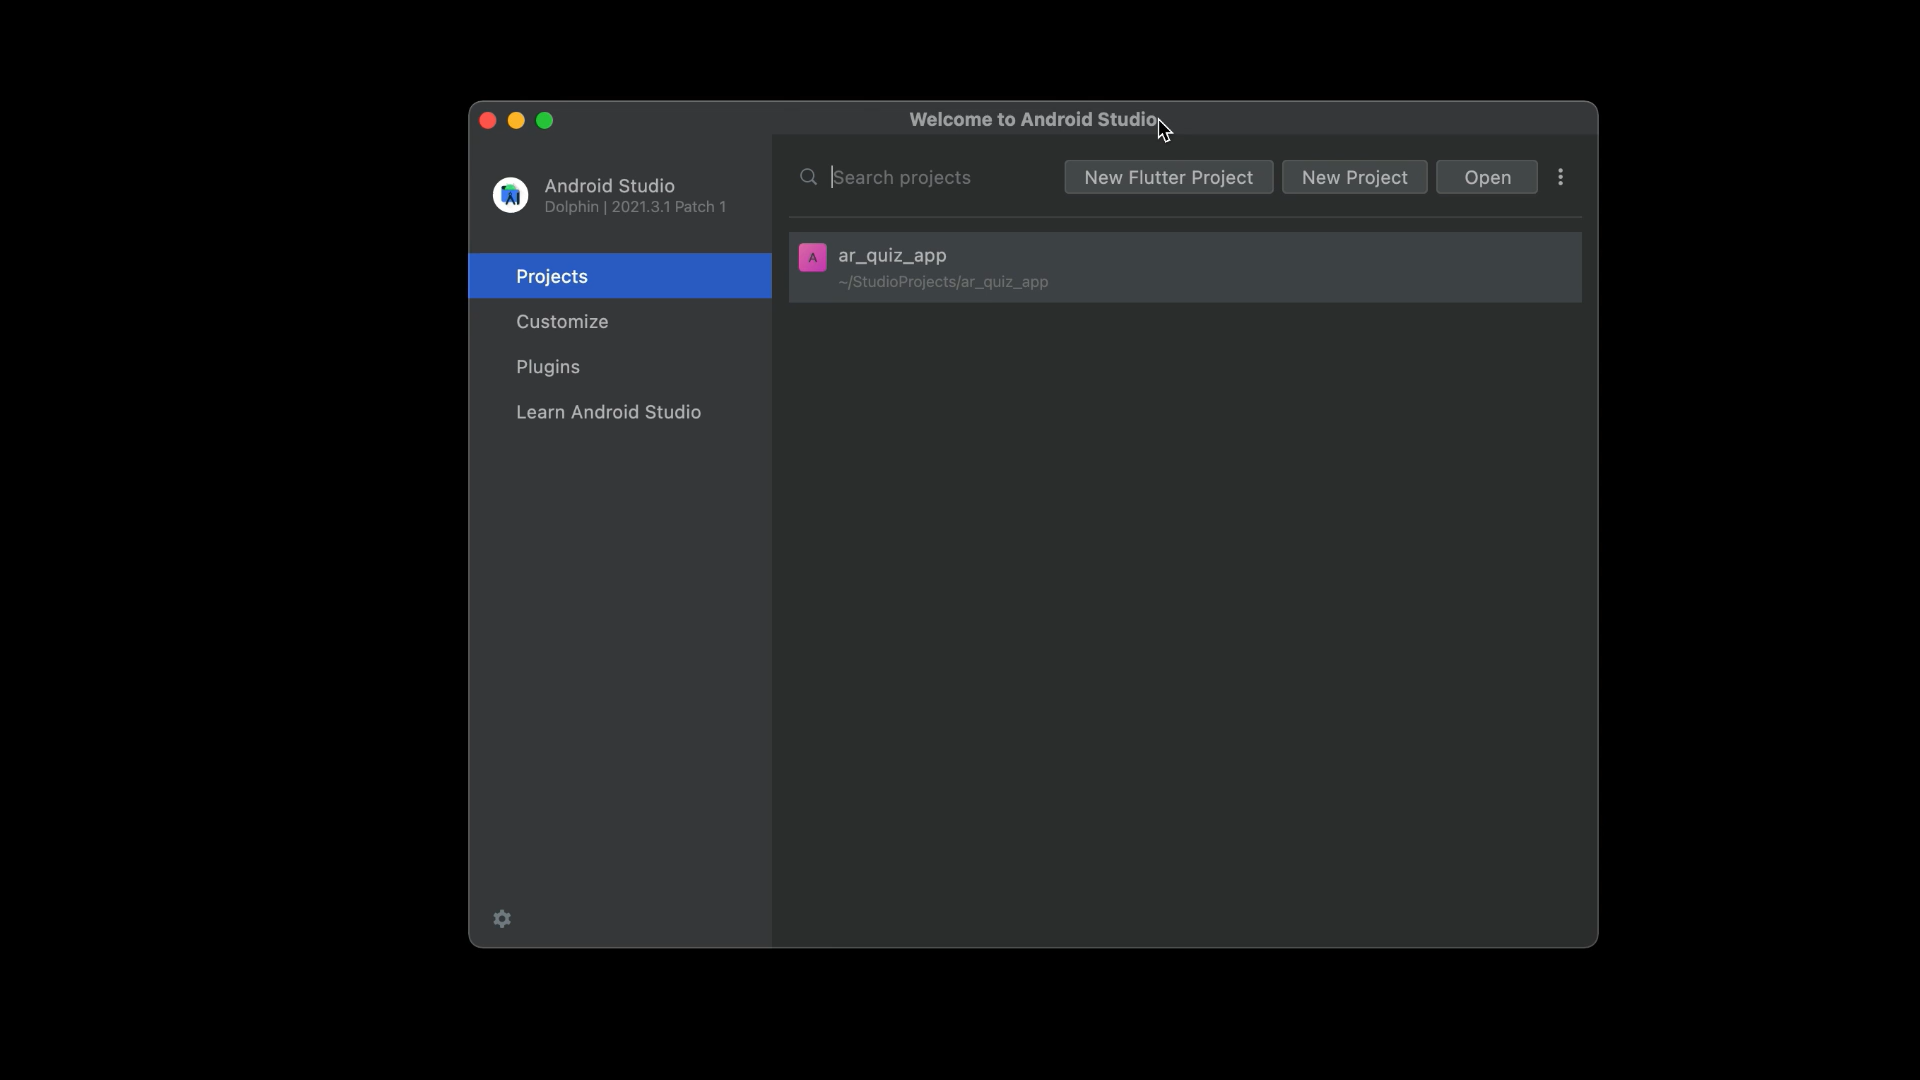 Welcome to Android Studio
Android Studio
Dolphin | 2021.3.1 Patch 1
Projects
Customize
Plugins
Learn Android Studio
Search projects
New Flutter Project
New Project
Open
A
ar_quiz_app
~/StudioProjects/ar_quiz_app